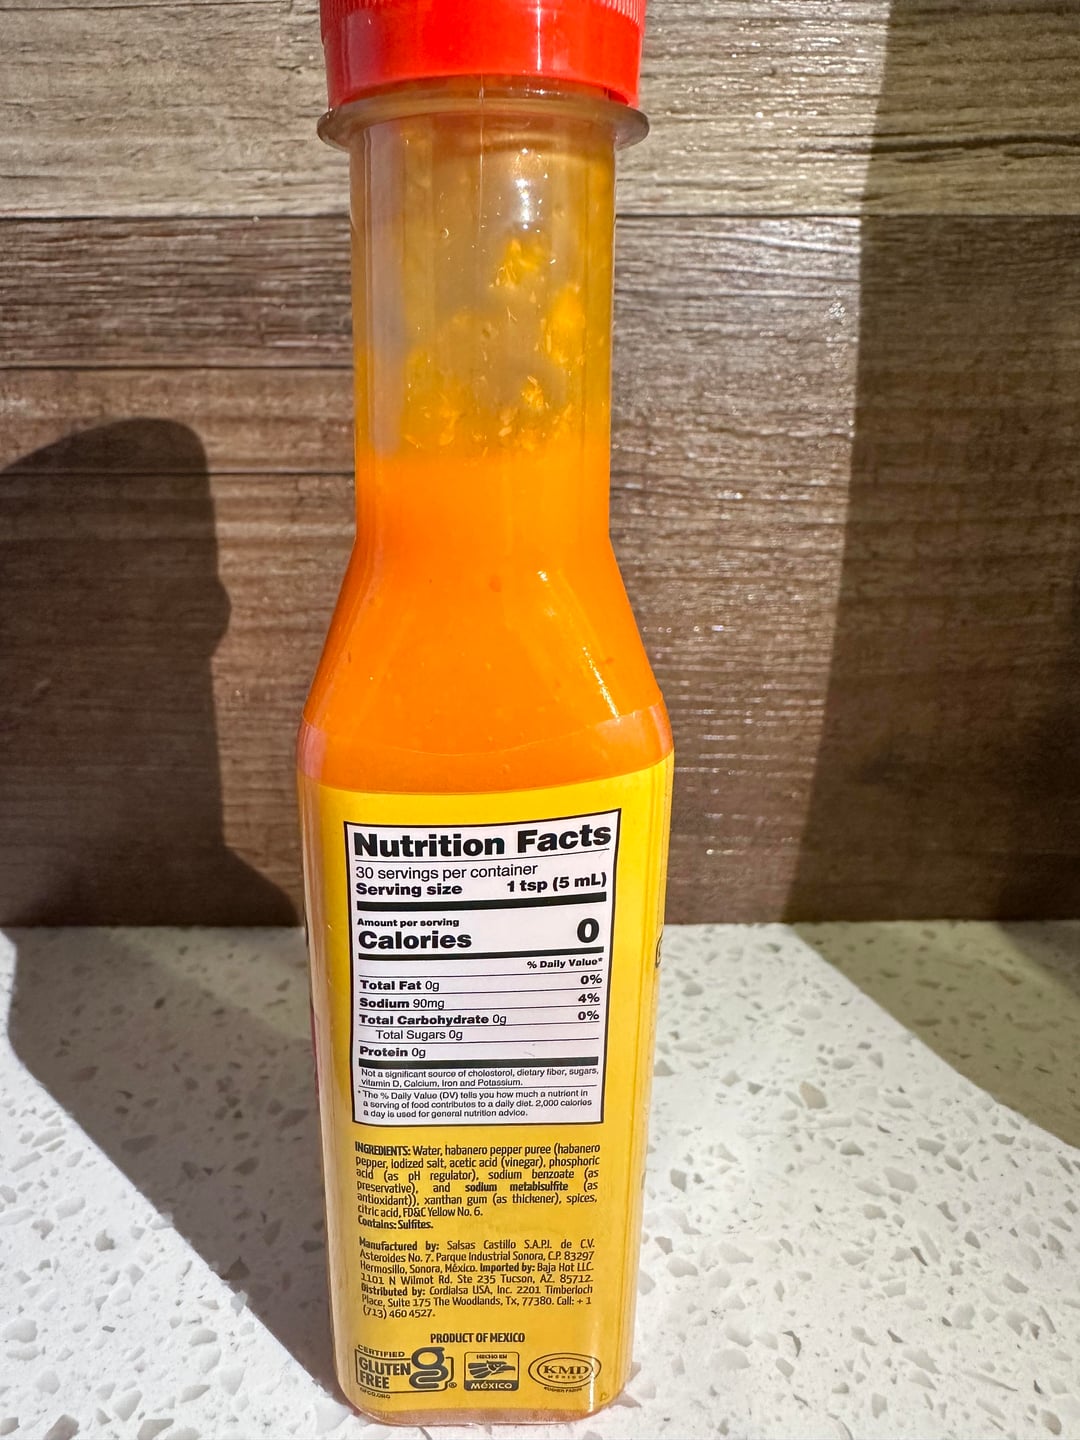 Nutrition Facts
30 servings per container
Serving size 1 tsp (5 mL)
Amount per serving
Calories 0
% Daily Value*
Total Fat 0g 0%
Sodium 90mg 4%
Total Carbohydrate 0g 0%
Total Sugars 0g
Protein 0g
Not a significant source of cholesterol, dietary fiber, sugars,
vitamin D, Calcium, Iron and Potassium.
* The % Daily Value (DV) tells you how much a nutrient in
a serving of food contributes to a daily diet. 2,000 calories
a day is used for general nutrition advice.
INGREDIENTS: Water, habanero pepper puree (habanero
pepper, iodized salt, acetic acid (vinegar), phosphoric
acid (as pH regulator), sodium benzoate (as
preservative), and sodium metabisulfite (as
antioxidant)), xanthan gum (as thickener), spices,
citric acid, FD&C Yellow No. 6.
Contains: Sulfites.
Manufactured by: Salsas Castillo S.A.P.I. de C.V.
Asteroides No. 7. Parque Industrial Sonora, C.P. 83297
Hermosillo, Sonora, México. Imported by: Baja Hot LLC.
1101 N Wilmot Rd. Ste 235 Tucson, AZ. 85712.
Distributed by: Cordialsa USA, Inc. 2201 Timberloch
Place, Suite 175 The Woodlands, Tx, 77380. Call: + 1
(713) 460 4527.
PRODUCT OF MEXICO
CERTIFIED
GLUTEN
FREE
GFCO.ORG
HECHO EN
MÉXICO
KMD
MÉXICO
KOSHER PARVE